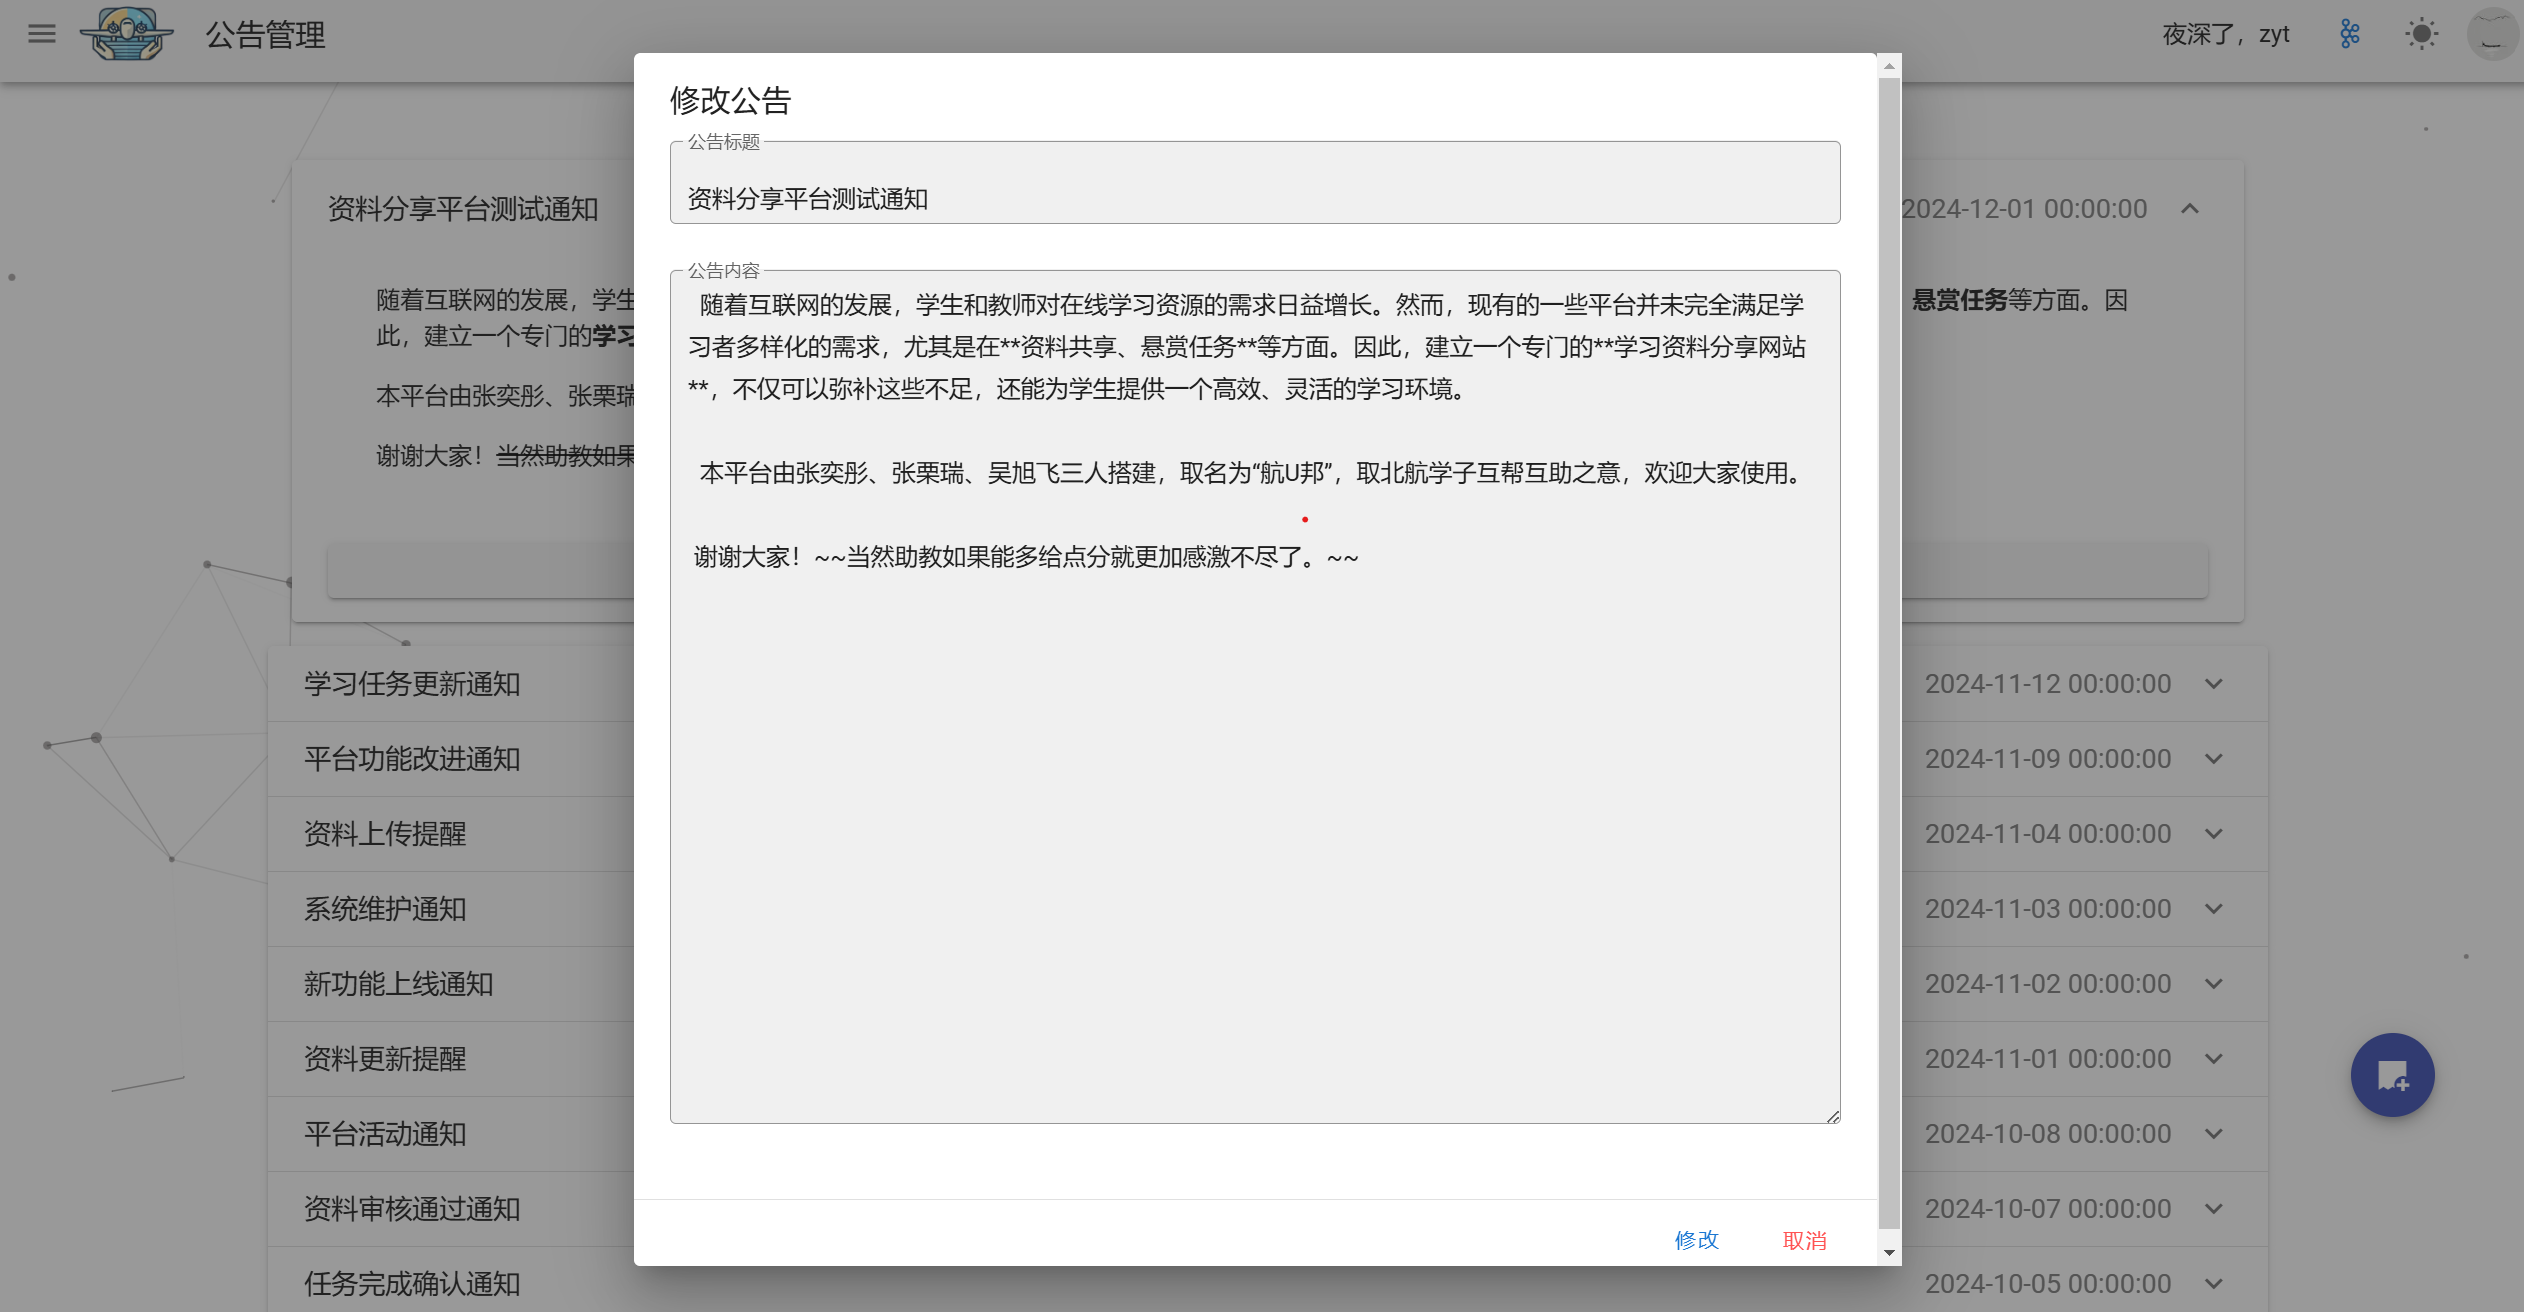 公告管理
夜深了，zyt
修改公告
公告标题
资料分享平台测试通知
公告内容
随着互联网的发展，学生和教师对在线学习资源的需求日益增长。然而，现有的一些平台并未完全满足学
习者多样化的需求，尤其是在**资料共享、悬赏任务**等方面。因此，建立一个专门的**学习资料分享网站
**，不仅可以弥补这些不足，还能为学生提供一个高效、灵活的学习环境。
本平台由张奕彤、张栗瑞、吴旭飞三人搭建，取名为“航U邦”，取北航学子互帮互助之意，欢迎大家使用。
谢谢大家！~~当然助教如果能多给点分就更加感激不尽了。~~
修改
取消
资料分享平台测试通知
2024-12-01 00:00:00
随着互联网的发展，学生
悬赏任务等方面。因
此，建立一个专门的学习
本平台由张奕彤、张栗瑞
谢谢大家！当然助教如果
学习任务更新通知
2024-11-12 00:00:00
平台功能改进通知
2024-11-09 00:00:00
资料上传提醒
2024-11-04 00:00:00
系统维护通知
2024-11-03 00:00:00
新功能上线通知
2024-11-02 00:00:00
资料更新提醒
2024-11-01 00:00:00
平台活动通知
2024-10-08 00:00:00
资料审核通过通知
2024-10-07 00:00:00
任务完成确认通知
2024-10-05 00:00:00